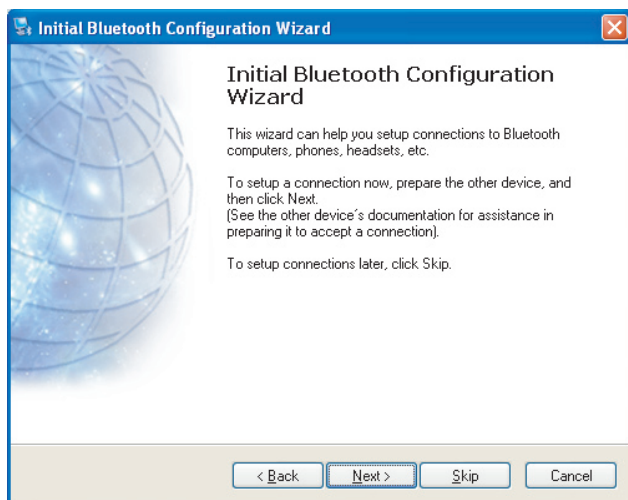 Initial Bluetooth Configuration Wizard
Initial Bluetooth Configuration
Wizard
This wizard can help you setup connections to Bluetooth
computers, phones, headsets, etc.
To setup a connection now, prepare the other device, and
then click Next.
(See the other device´s documentation for assistance in
preparing it to accept a connection).
To setup connections later, click Skip.
< Back
Next >
Skip
Cancel